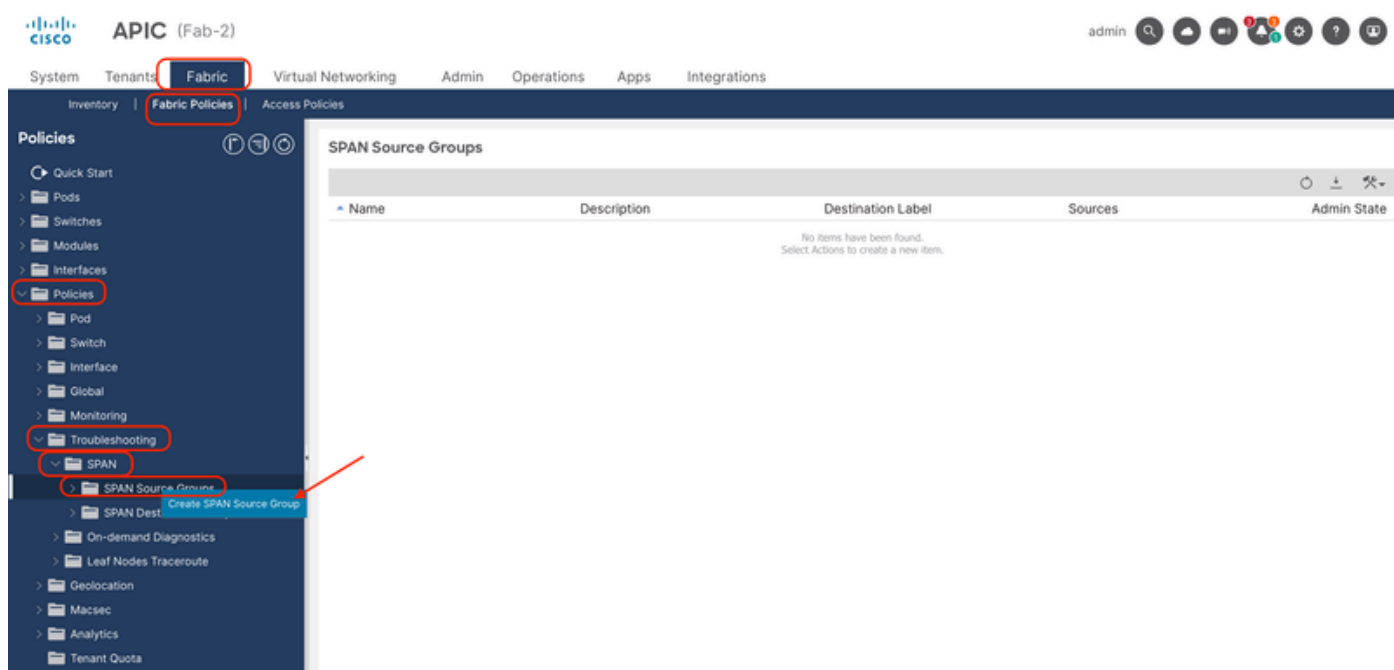 CISCO
APIC (Fab-2)
admin
System Tenants Fabric Virtual Networking Admin Operations Apps Integrations
Inventory | Fabric Policies | Access Policies
Policies
Quick Start
Pods
Switches
Modules
Interfaces
Policies
Pod
Switch
Interface
Global
Monitoring
Troubleshooting
SPAN
SPAN Source Groups
Create SPAN Source Group
SPAN Dest
On-demand Diagnostics
Leaf Nodes Traceroute
Geolocation
Macsec
Analytics
Tenant Quota
SPAN Source Groups
Name Description Destination Label Sources Admin State
No items have been found.
Select Actions to create a new item.